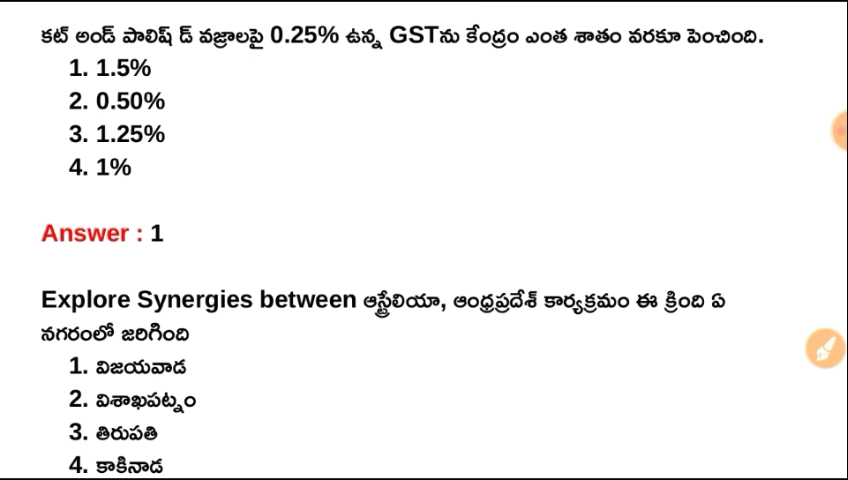 కట్ అండ్ పాలిష్ డ్ వజ్రాలపై 0.25% ఉన్న GSTను కేంద్రం ఎంత శాతం వరకూ పెంచింది.
1. 1.5%
2. 0.50%
3. 1.25%
4. 1%
Answer : 1
Explore Synergies between ఆస్ట్రేలియా, ఆంధ్రప్రదేశ్ కార్యక్రమం ఈ క్రింది ఏ
నగరంలో జరిగింది
1. విజయవాడ
2. విశాఖపట్నం
3. తిరుపతి
4. కాకినాడ